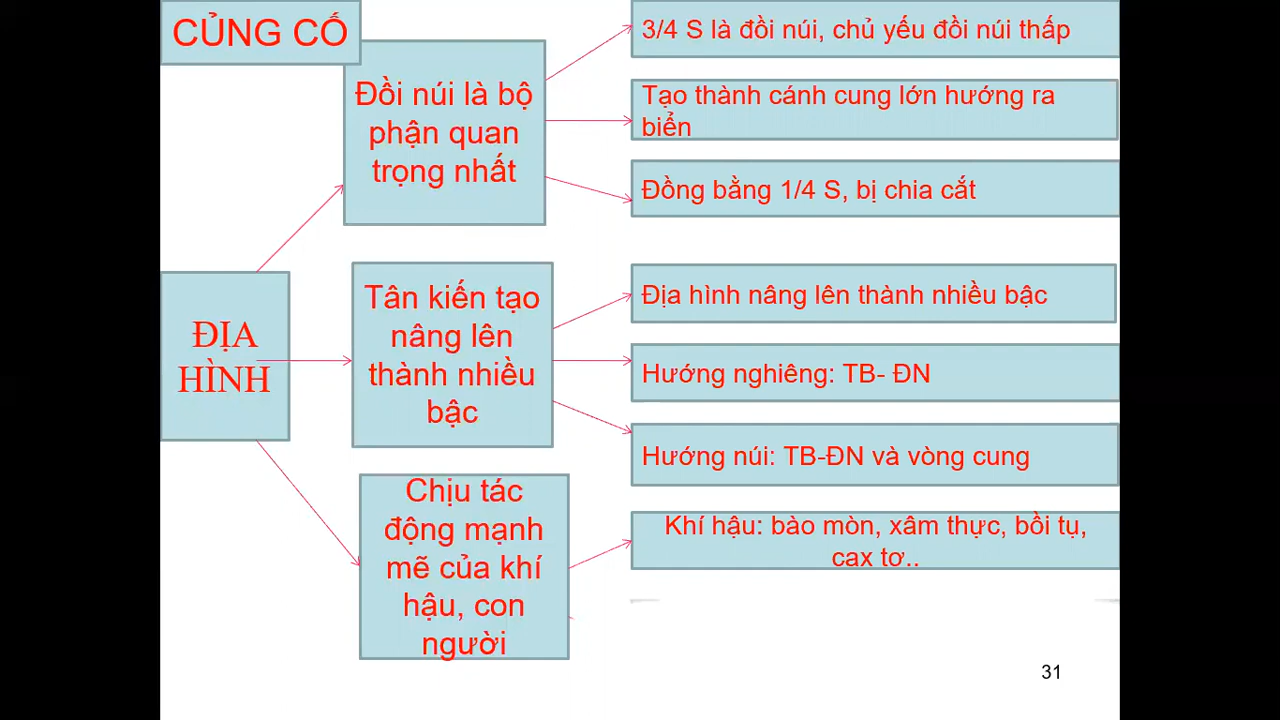 CỦNG CỐ
Đồi núi là bộ
phận quan
trọng nhất
3/4 S là đồi núi, chủ yếu đồi núi thấp
Tạo thành cánh cung lớn hướng ra
biển
Đồng bằng 1/4 S, bị chia cắt
ĐỊA
HÌNH
Tân kiến tạo
nâng lên
thành nhiều
bậc
Địa hình nâng lên thành nhiều bậc
Hướng nghiêng: TB- ĐN
Hướng núi: TB-ĐN và vòng cung
Chịu tác
động mạnh
mẽ của khí
hậu, con
người
Khí hậu: bào mòn, xâm thực, bồi tụ,
cax tơ..
31